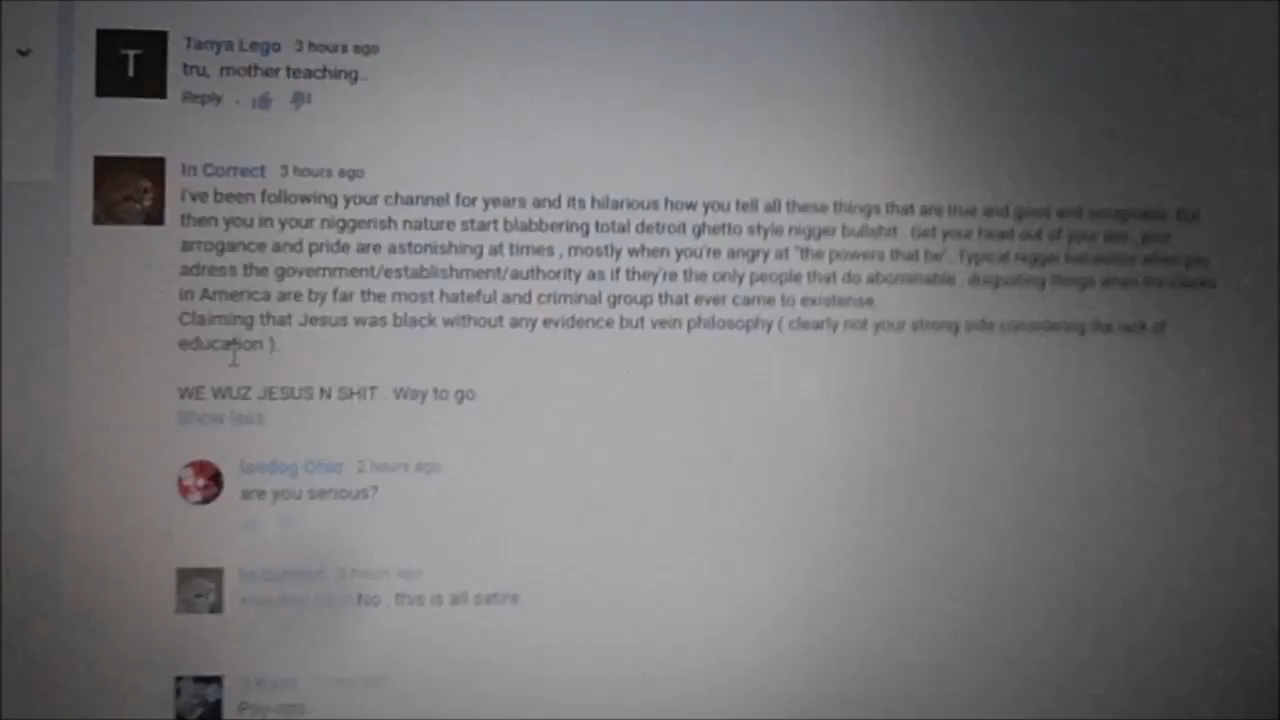 T
Tanya Lego 3 hours ago
tru, mother teaching..
Reply
In Correct 3 hours ago
I've been following your channel for years and its hilarious how you tell all these things that are true and good and acceptable. But
then you in your niggerish nature start blabbering total detroit ghetto style nigger bullshit . Get your head out of your ass , your
arrogance and pride are astonishing at times , mostly when you're angry at "the powers that be". Typical nigger behaviour when you
adress the government/establishment/authority as if they're the only people that do abominable , disgusting things when the blacks
in America are by far the most hateful and criminal group that ever came to existense.
Claiming that Jesus was black without any evidence but vein philosophy ( clearly not your strong side considering the lack of
education ).
WE WUZ JESUS N SHIT . Way to go
Show less
2 hours ago
are you serious?
hours ago
No , this is all satire